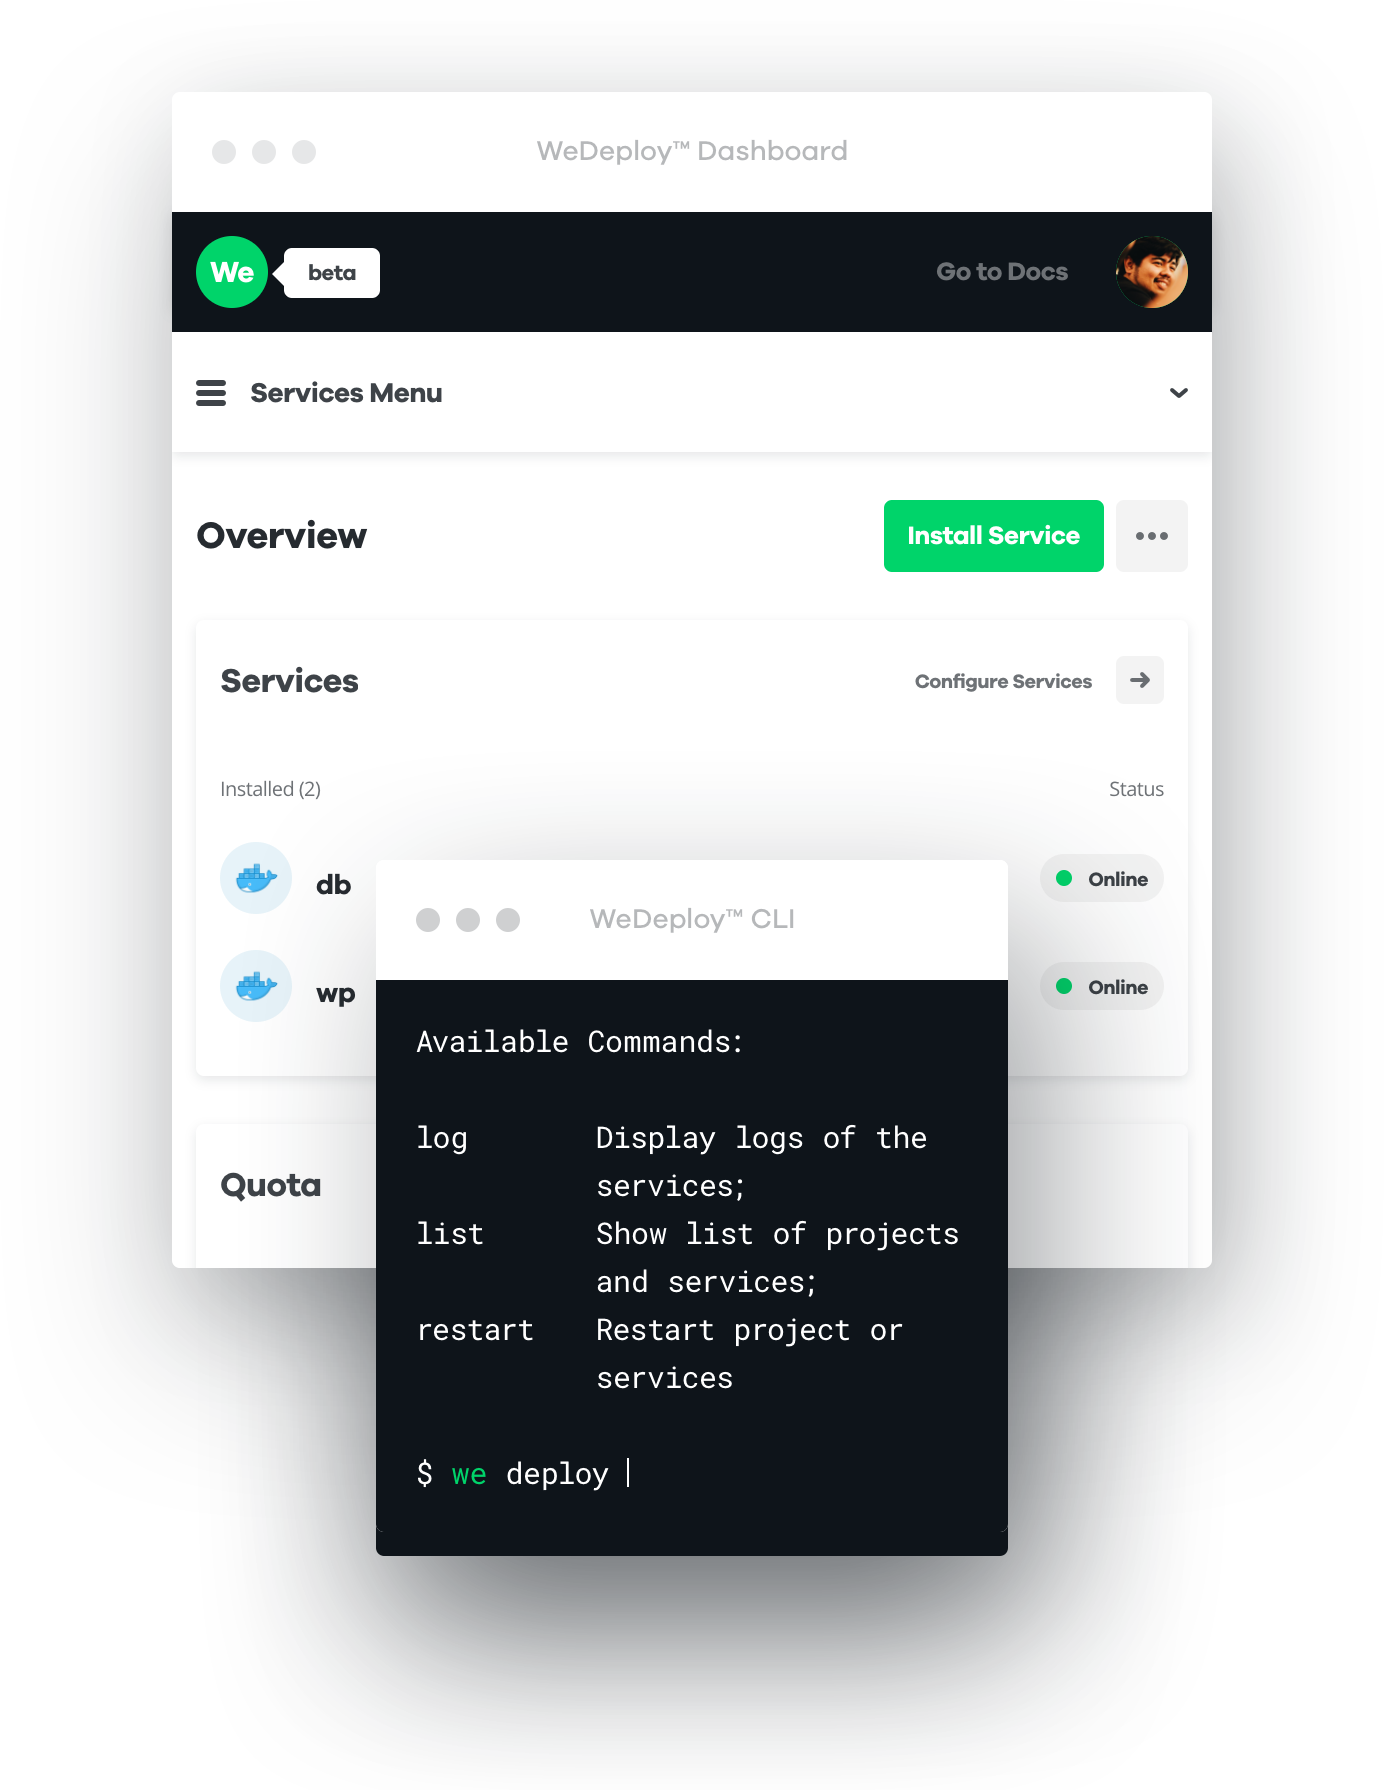 WeDeploy™ Dashboard
We
beta
Go to Docs
Services Menu
Overview
Install Service
Services
Configure Services
Installed (2)
Status
db
Online
wp
Online
Quota
WeDeploy™ CLI
Available Commands:
log Display logs of the
services;
list Show list of projects
and services;
restart Restart project or
services
$ we deploy